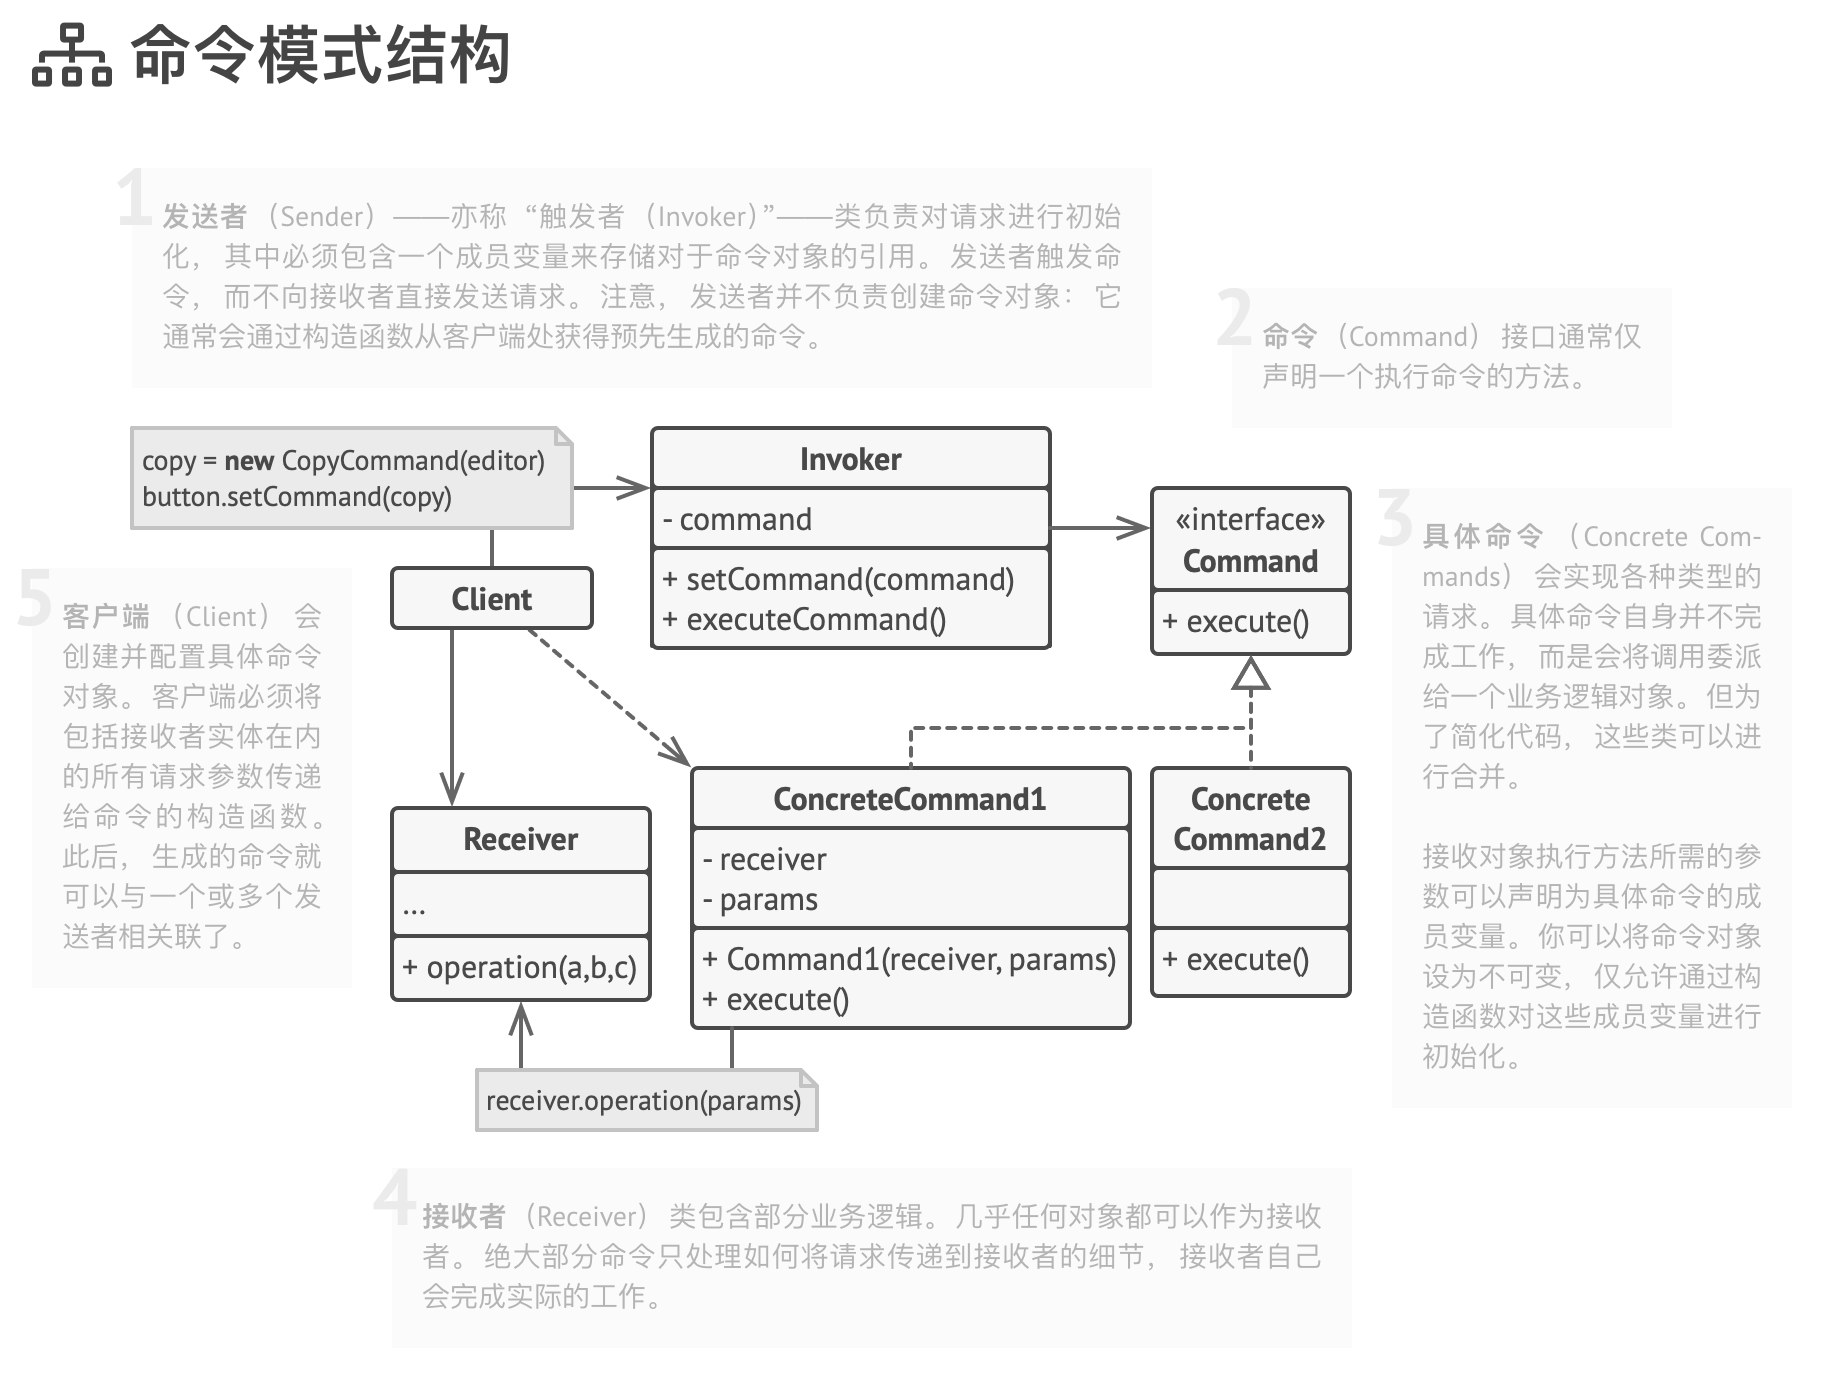 命令模式结构
1
发送者（Sender）——亦称“触发者（Invoker）”——类负责对请求进行初始
化，其中必须包含一个成员变量来存储对于命令对象的引用。发送者触发命
令，而不向接收者直接发送请求。注意，发送者并不负责创建命令对象：它
通常会通过构造函数从客户端处获得预先生成的命令。
2
命令（Command）接口通常仅
声明一个执行命令的方法。
copy = new CopyCommand(editor)
button.setCommand(copy)
Invoker
- command
+ setCommand(command)
+ executeCommand()
«interface»
Command
+ execute()
3
具体命令（Concrete Com-
mands）会实现各种类型的
请求。具体命令自身并不完
成工作，而是会将调用委派
给一个业务逻辑对象。但为
了简化代码，这些类可以进
行合并。
接收对象执行方法所需的参
数可以声明为具体命令的成
员变量。你可以将命令对象
设为不可变，仅允许通过构
造函数对这些成员变量进行
初始化。
Client
5
客户端（Client）会
创建并配置具体命令
对象。客户端必须将
包括接收者实体在内
的所有请求参数传递
给命令的构造函数。
此后，生成的命令就
可以与一个或多个发
送者相关联了。
Receiver
...
+ operation(a,b,c)
ConcreteCommand1
- receiver
- params
+ Command1(receiver, params)
+ execute()
Concrete
Command2
+ execute()
receiver.operation(params)
4
接收者（Receiver）类包含部分业务逻辑。几乎任何对象都可以作为接收
者。绝大部分命令只处理如何将请求传递到接收者的细节，接收者自己
会完成实际的工作。